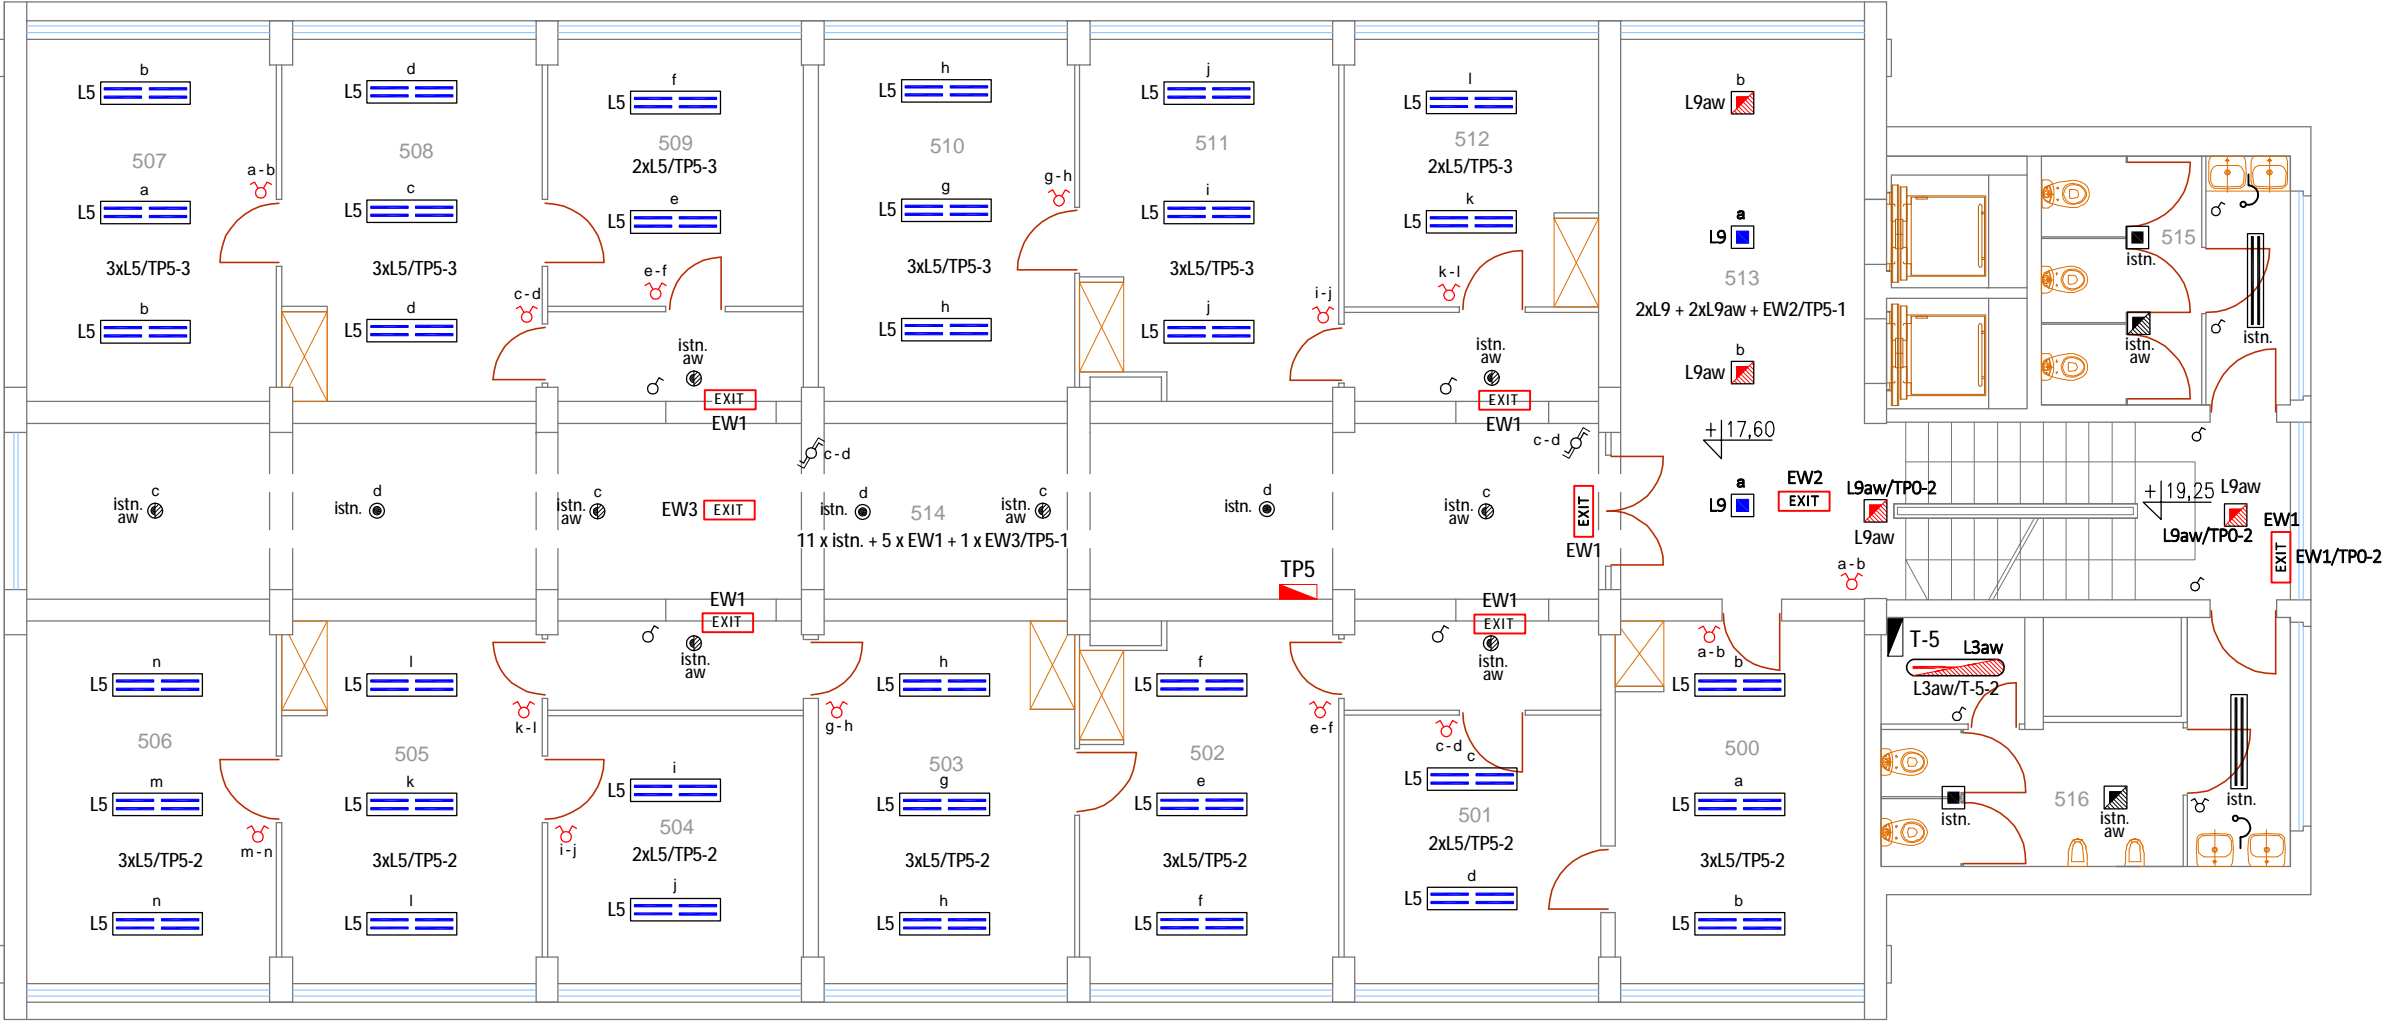 b
L5
507
a
L5
a-b
3xL5/TP5-3
b
L5
d
L5
508
c
L5
3xL5/TP5-3
c-d
d
L5
f
L5
509
2xL5/TP5-3
e
L5
e-f
istn.
aw
EXIT
EW1
h
L5
510
g
L5
g-h
3xL5/TP5-3
h
L5
j
L5
511
i
L5
3xL5/TP5-3
i-j
j
L5
l
L5
512
2xL5/TP5-3
k
L5
k-l
istn.
aw
EXIT
EW1
b
L9aw
a
L9
513
2xL9 + 2xL9aw + EW2/TP5-1
b
L9aw
+17,60
a
L9
EW2
EXIT
L9aw/TP0-2
L9aw
a-b
515
istn.
istn.
aw
istn.
+19,25
L9aw
L9aw/TP0-2
EW1
EXIT
EW1/TP0-2
c
istn.
aw
d
istn.
c
istn.
aw
EW3
EXIT
c-d
d
istn.
514
c
istn.
aw
11 x istn. + 5 x EW1 + 1 x EW3/TP5-1
d
istn.
TP5
c-d
c
istn.
aw
EXIT
EW1
n
L5
506
m
L5
m-n
3xL5/TP5-2
n
L5
l
L5
k-l
505
k
L5
3xL5/TP5-2
l
L5
EW1
EXIT
istn.
aw
i
L5
504
i-j
2xL5/TP5-2
j
L5
h
L5
g-h
503
g
L5
3xL5/TP5-2
h
L5
f
L5
e-f
502
e
L5
3xL5/TP5-2
f
L5
EW1
EXIT
istn.
aw
c-d
c
L5
501
2xL5/TP5-2
d
L5
a-b
b
L5
500
a
L5
3xL5/TP5-2
b
L5
T-5
L3aw
L3aw/T-5-2
516
istn.
istn.
aw
istn.